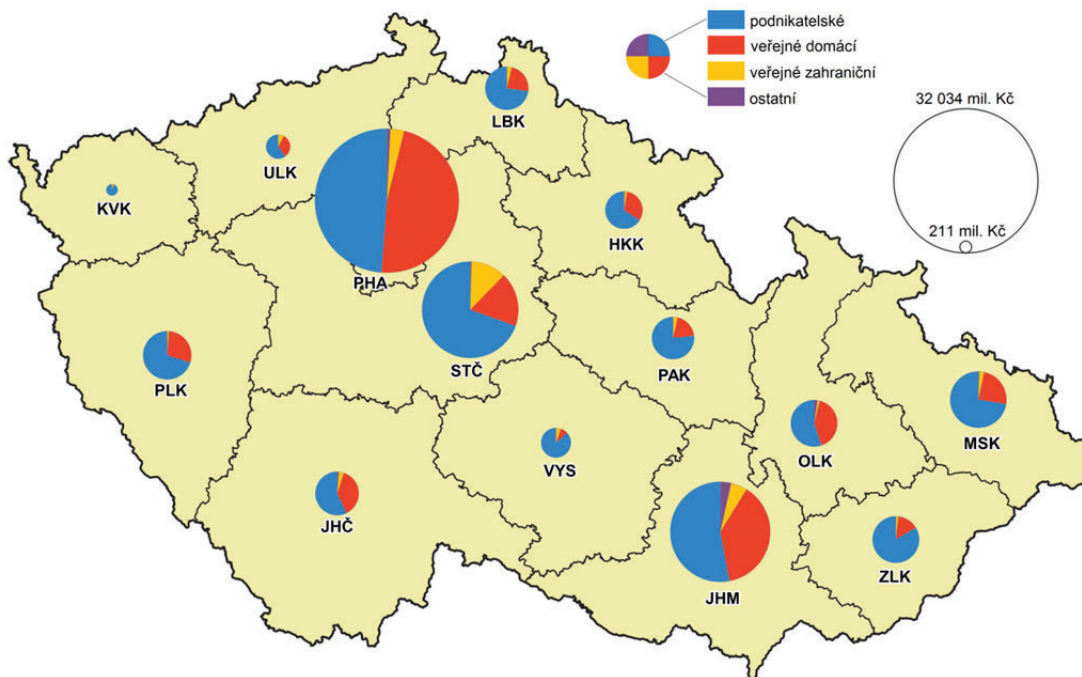 podnikatelské
veřejné domácí
veřejné zahraniční
ostatní
32 034 mil. Kč
211 mil. Kč
LBK
ULK
KVK
HKK
PHA
STČ
PLK
PAK
MSK
VYS
OLK
JHČ
ZLK
JHM